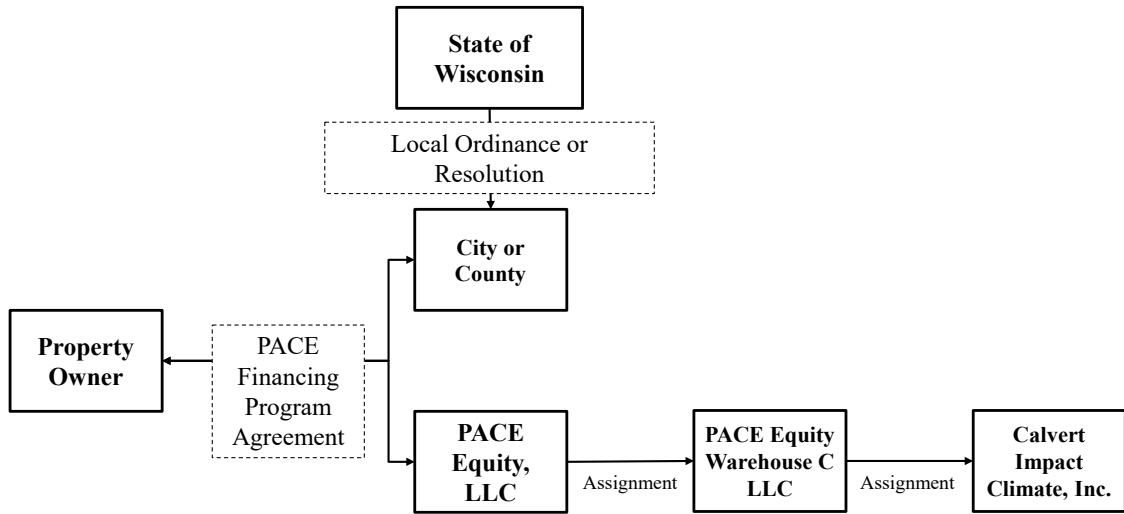 State of
Wisconsin
Local Ordinance or
Resolution
City or
County
Property
Owner
PACE
Financing
Program
Agreement
PACE
Equity,
LLC
Assignment
PACE Equity
Warehouse C
LLC
Assignment
Calvert
Impact
Climate, Inc.